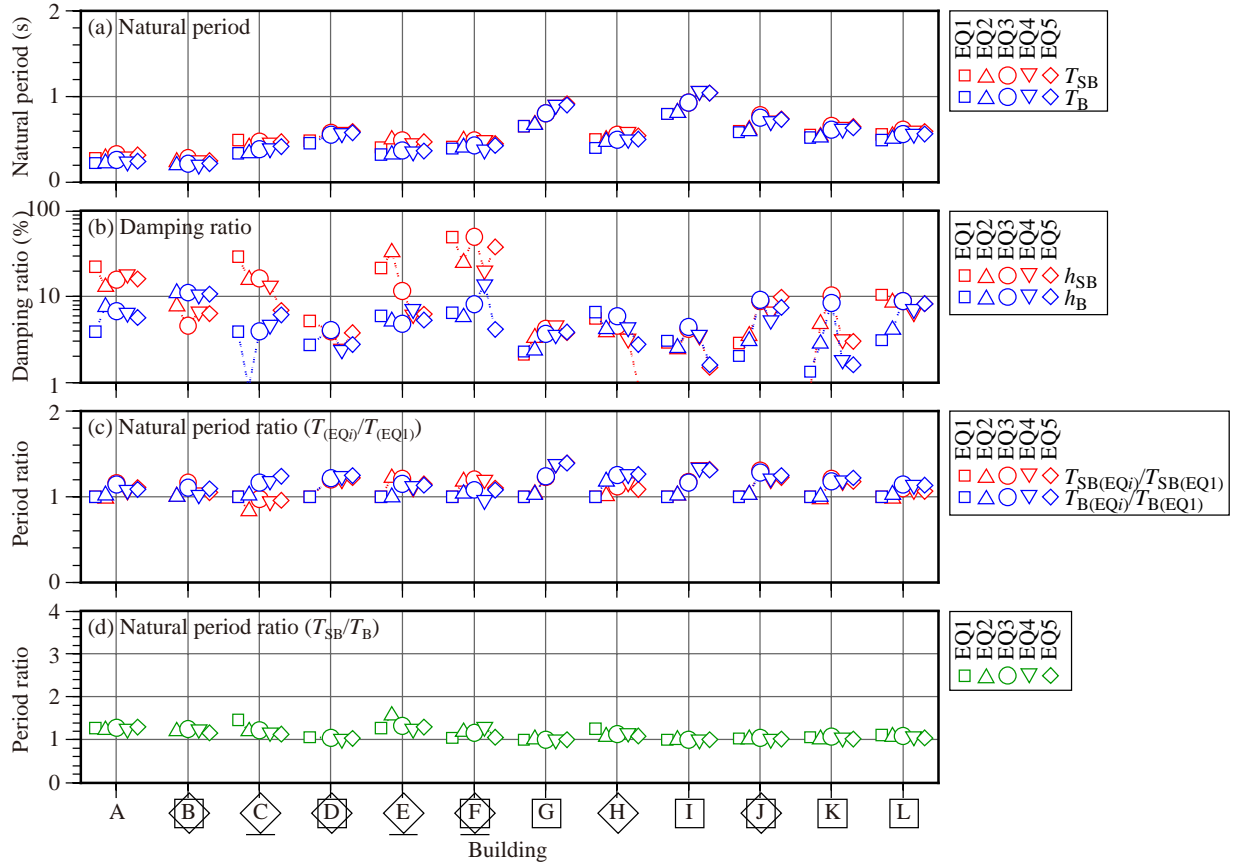 (a) Natural period
Natural period (s)
2
1
0
EQ1
EQ2
EQ3
EQ4
EQ5
TSB
TB
(b) Damping ratio
Damping ratio (%)
100
10
1
EQ1
EQ2
EQ3
EQ4
EQ5
hSB
hB
(c) Natural period ratio (T(EQi)/T(EQ1))
Period ratio
2
1
0
EQ1
EQ2
EQ3
EQ4
EQ5
TSB(EQi)/TSB(EQ1)
TB(EQi)/TB(EQ1)
(d) Natural period ratio (TSB/TB)
Period ratio
4
3
2
1
0
EQ1
EQ2
EQ3
EQ4
EQ5
A B C D E F G H I J K L
Building